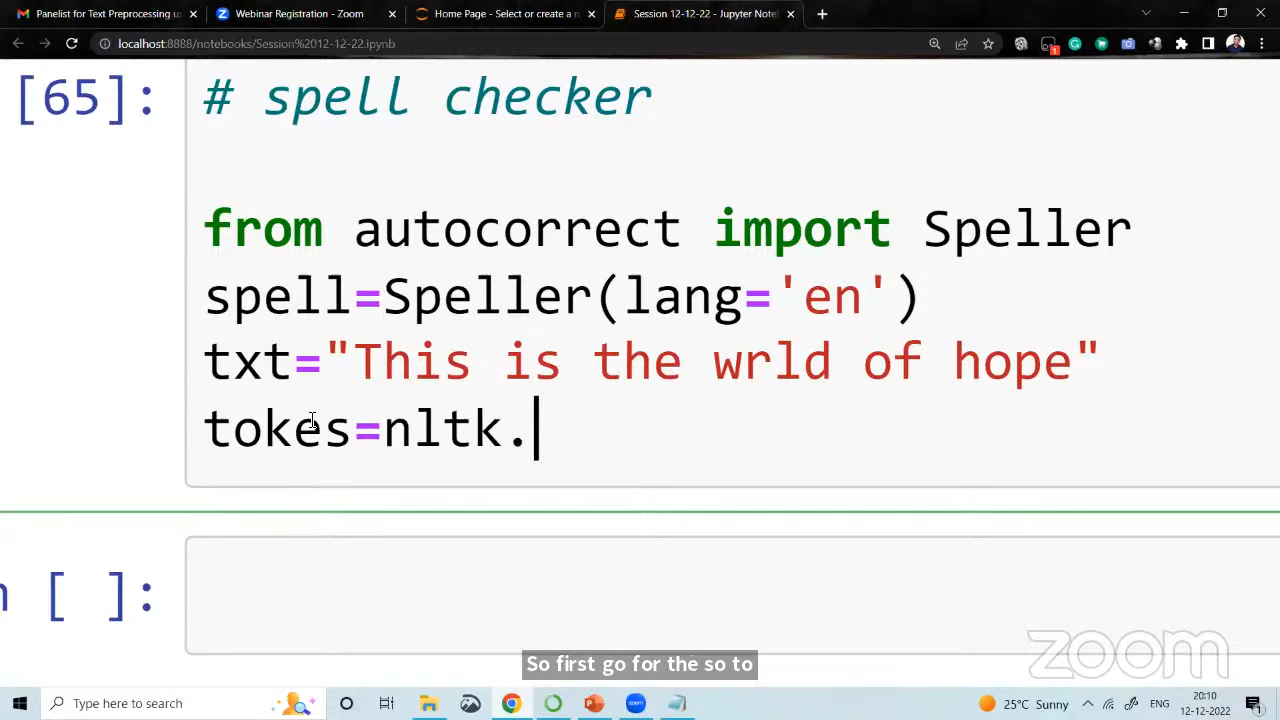 Panelist for Text Preprocessing u
Webinar Registration - Zoom
Home Page - Select or create a n
Session 12-12-22 - Jupyter Note
localhost:8888/notebooks/Session%2012-12-22.ipynb
[65]:
# spell checker
from autocorrect import Speller
spell=Speller(lang='en')
txt="This is the wrld of hope"
tokes=nltk.
n [ ]:
zoom
So first go for the so to
Type here to search
zoom
25°C Sunny
ENG
20:10
12-12-2022
1